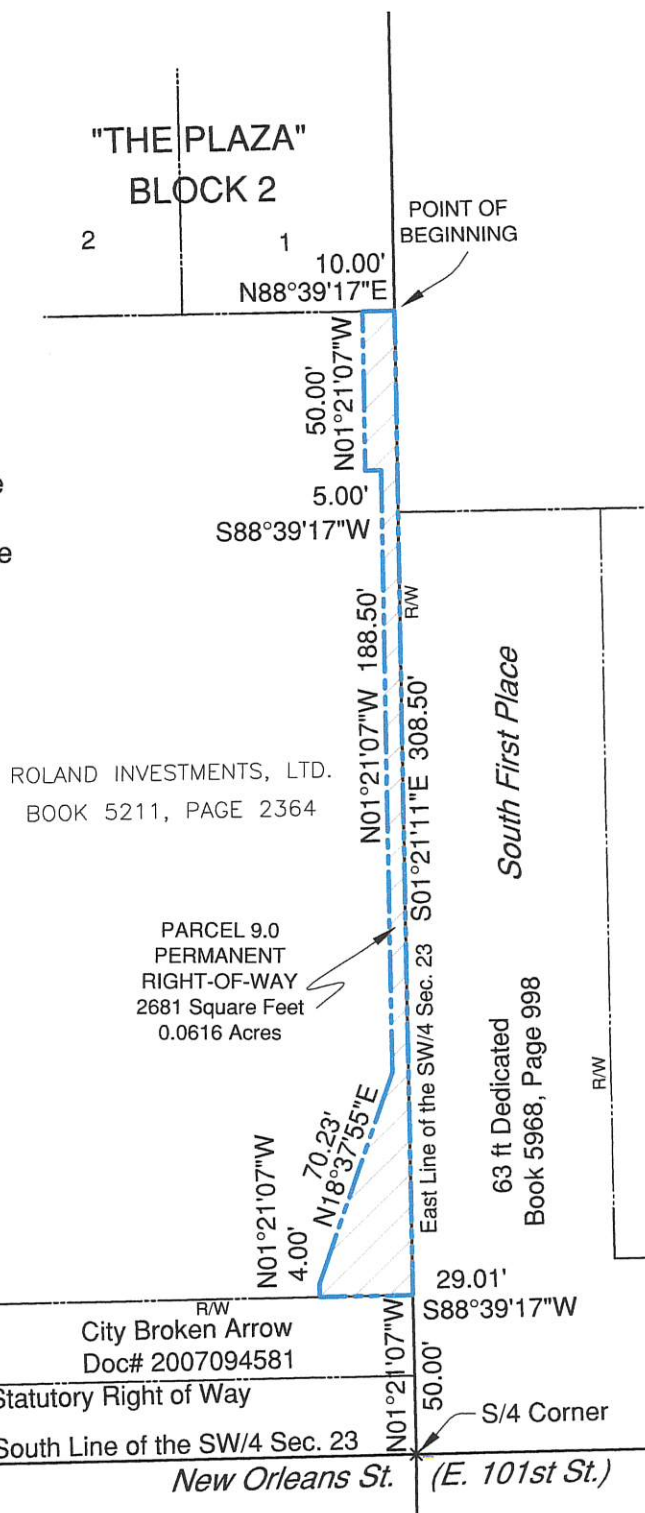 "THE PLAZA"
BLOCK 2
2
1
POINT OF
BEGINNING
10.00'
N88°39'17"E
50.00'
N01°21'07"W
5.00'
S88°39'17"W
e
e
N01°21'07"W 188.50'
R/W
S01°21'11"E 308.50'
South First Place
ROLAND INVESTMENTS, LTD.
BOOK 5211, PAGE 2364
PARCEL 9.0
PERMANENT
RIGHT-OF-WAY
2681 Square Feet
0.0616 Acres
East Line of the SW/4 Sec. 23
63 ft Dedicated
Book 5968, Page 998
R/W
70.23'
N18°37'55"E
N01°21'07"W
4.00'
29.01'
S88°39'17"W
R/W
City Broken Arrow
Doc# 2007094581
Statutory Right of Way
N01°21'07"W
50.00'
S/4 Corner
South Line of the SW/4 Sec. 23
New Orleans St. (E. 101st St.)